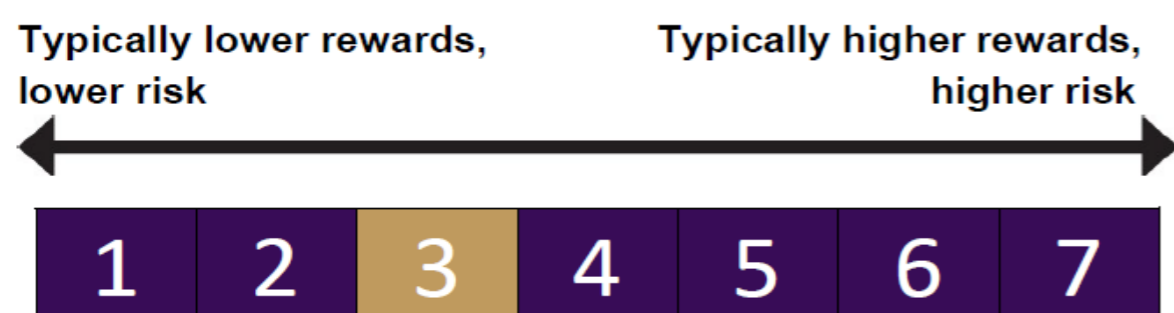 Typically lower rewards,
lower risk
Typically higher rewards,
higher risk
1 2 3 4 5 6 7